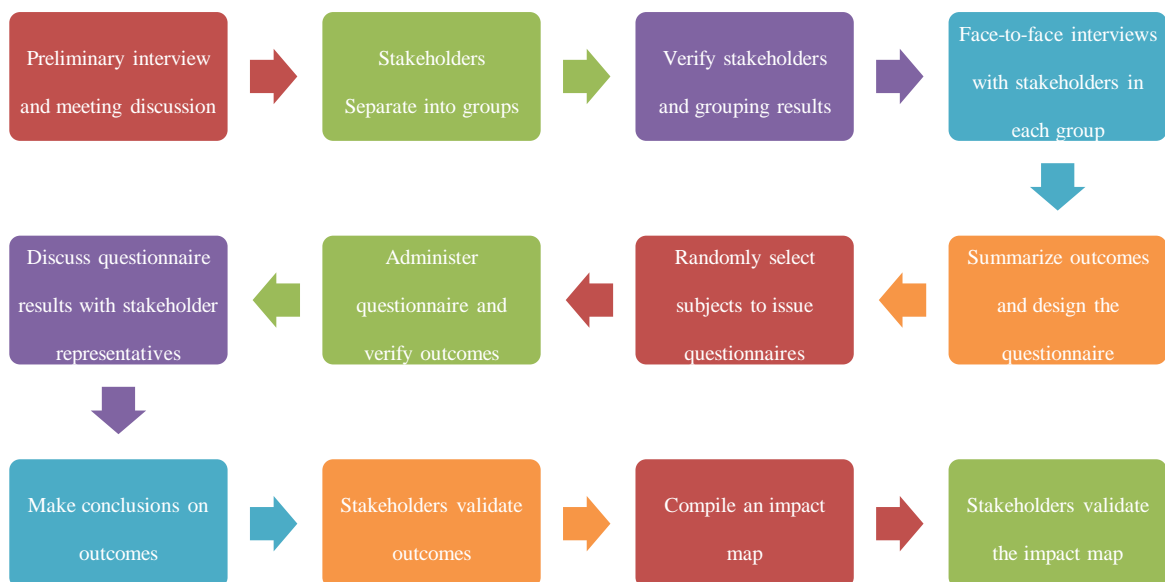 Preliminary interview
and meeting discussion
Stakeholders
Separate into groups
Verify stakeholders
and grouping results
Face-to-face interviews
with stakeholders in
each group
Summarize outcomes
and design the
questionnaire
Randomly select
subjects to issue
questionnaires
Administer
questionnaire and
verify outcomes
Discuss questionnaire
results with stakeholder
representatives
Make conclusions on
outcomes
Stakeholders validate
outcomes
Compile an impact
map
Stakeholders validate
the impact map